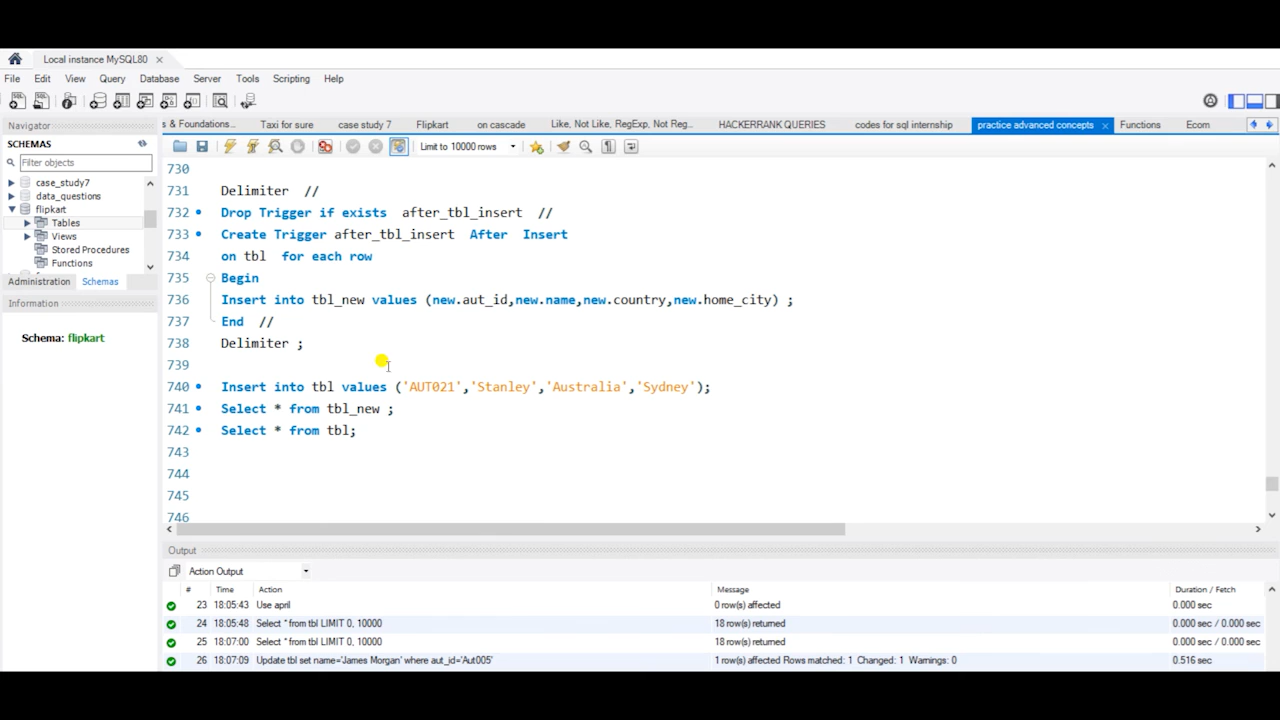 Local instance MySQL80 ×
File Edit View Query Database Server Tools Scripting Help
Navigator
s & Foundations... Taxi for sure case study 7 Flipkart on cascade Like, Not Like, RegExp, Not Reg... HACKERRANK QUERIES codes for sql internship practice advanced concepts × Functions Ecom
SCHEMAS
Limit to 10000 rows
Filter objects
case_study7
data_questions
flipkart
Tables
Views
Stored Procedures
Functions
Administration Schemas
Information
Schema: flipkart
730
731 Delimiter //
732 Drop Trigger if exists after_tbl_insert //
733 Create Trigger after_tbl_insert After Insert
734 on tbl for each row
735 Begin
736 Insert into tbl_new values (new.aut_id,new.name,new.country,new.home_city) ;
737 End //
738 Delimiter ;
739
740 Insert into tbl values ('AUT021','Stanley','Australia','Sydney');
741 Select * from tbl_new ;
742 Select * from tbl;
743
744
745
746
Output
Action Output
# Time Action Message Duration / Fetch
23 18:05:43 Use april 0 row(s) affected 0.000 sec
24 18:05:48 Select * from tbl LIMIT 0, 10000 18 row(s) returned 0.000 sec / 0.000 sec
25 18:07:00 Select * from tbl LIMIT 0, 10000 18 row(s) returned 0.000 sec / 0.000 sec
26 18:07:09 Update tbl set name='James Morgan' where aut_id='Aut005' 1 row(s) affected Rows matched: 1 Changed: 1 Warnings: 0 0.516 sec